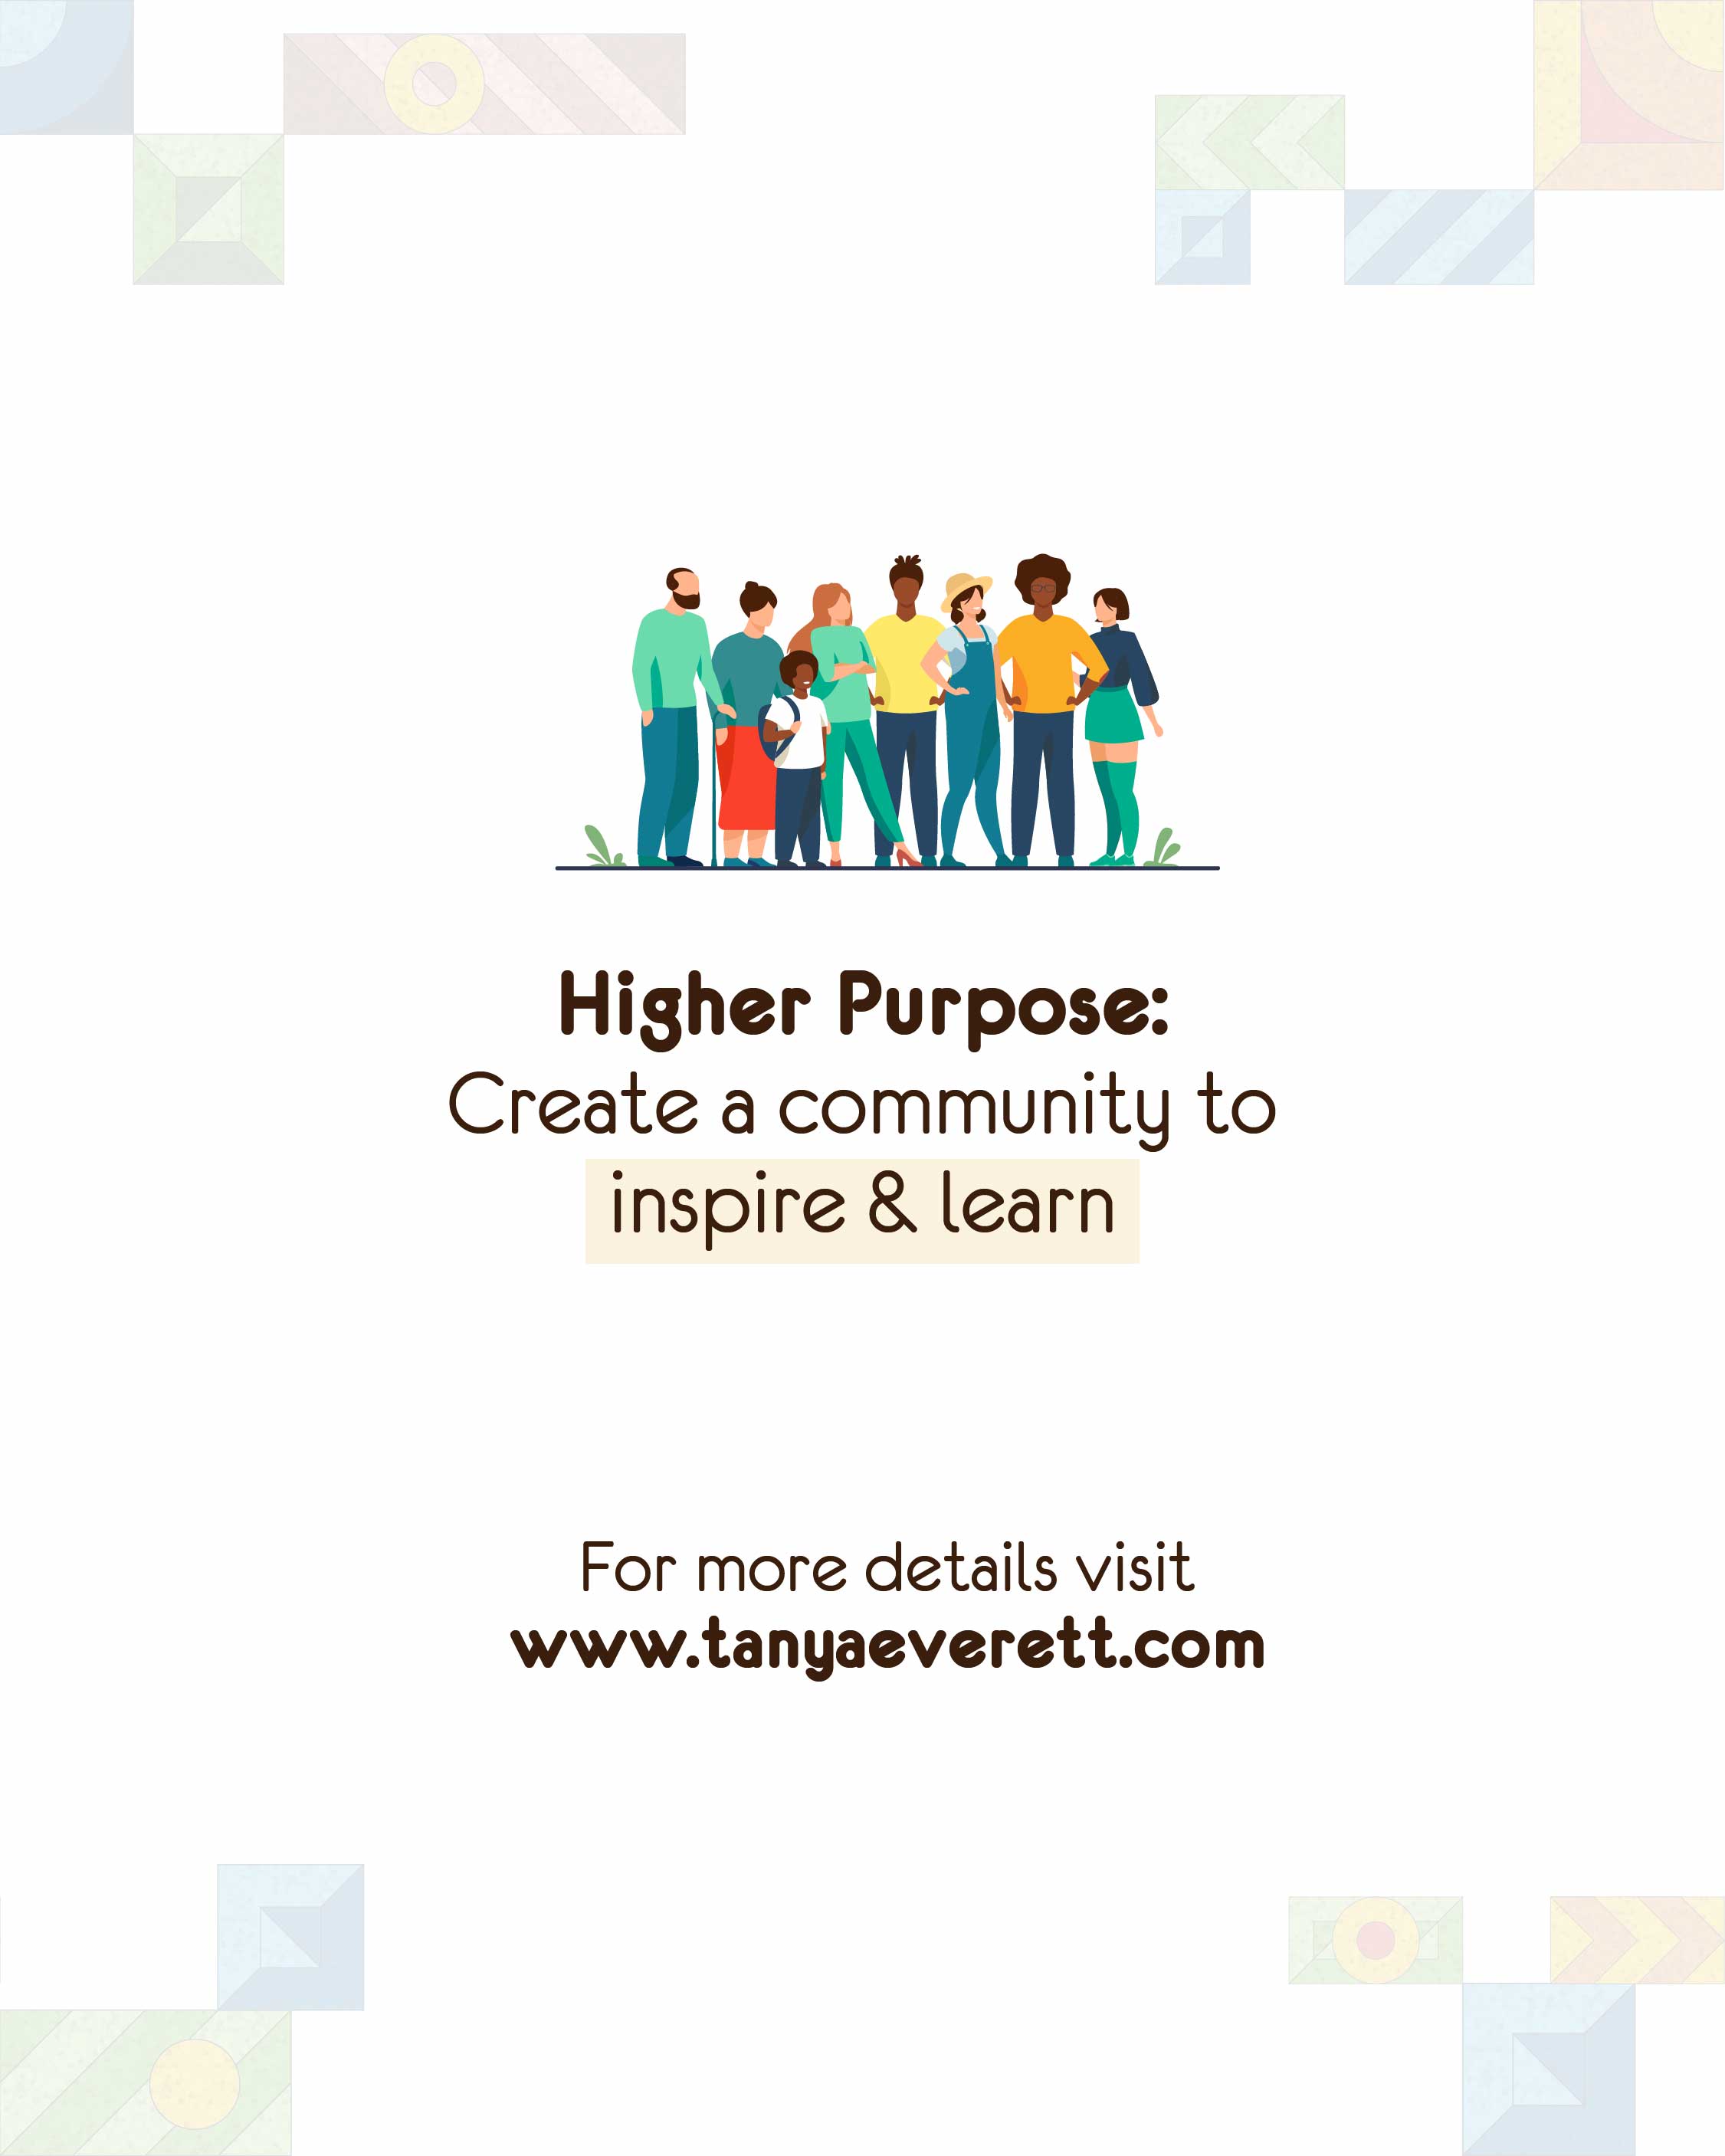 Higher Purpose:
Create a community to
inspire & learn
For more details visit
www.tanyaeverett.com